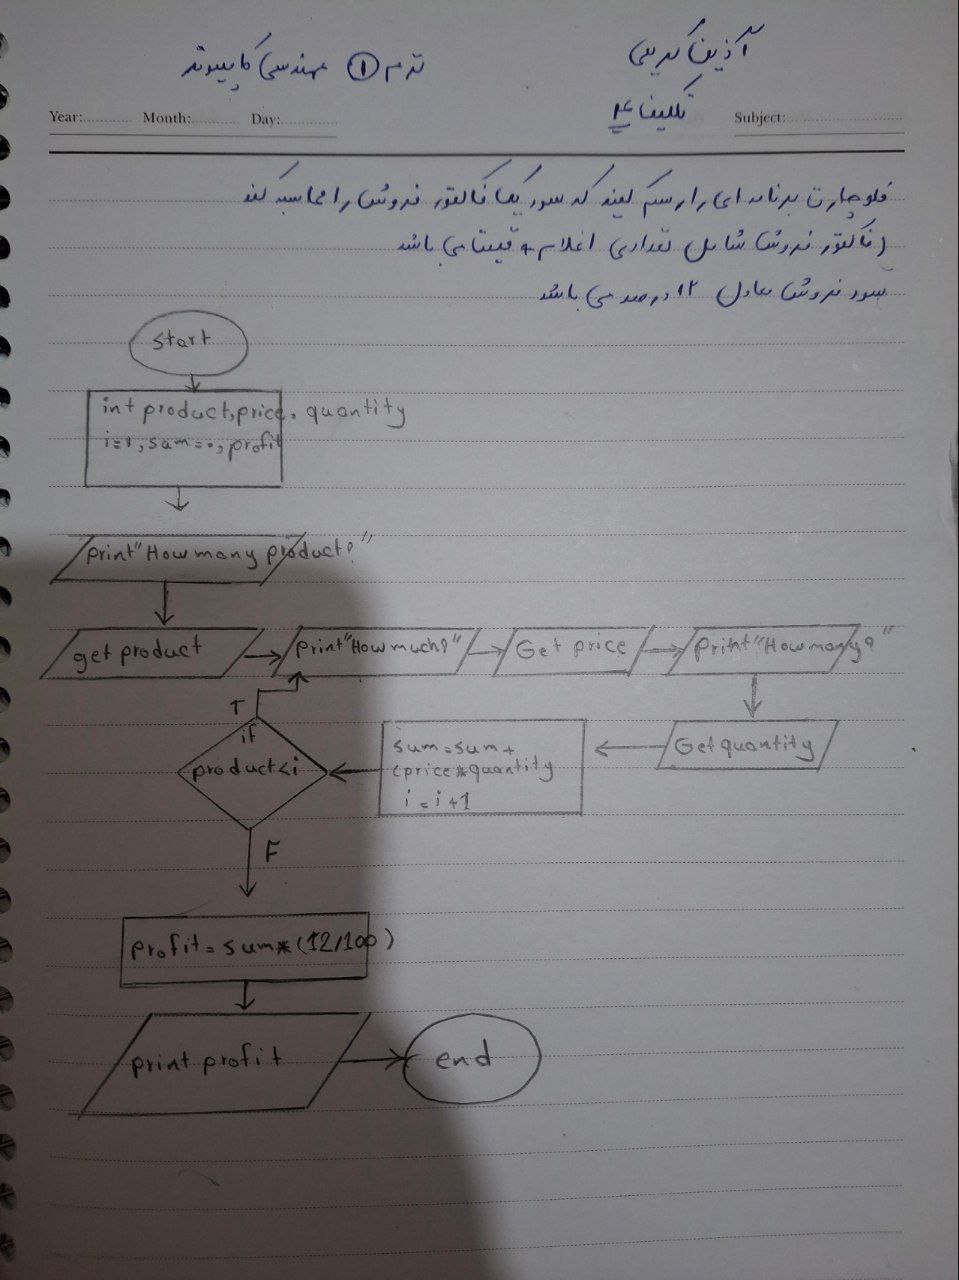 آذین کریمی
ترم ① مهندسی کامپیوتر
تکلیف ۴
Year: Month: Day: Subject:
فلوچارت برنامه ای را رسم کنید که سود یک فاکتور فروش را محاسبه کند
(فاکتور فروش شامل تعدادی اقلام و قیمت می باشد
سود فروش معادل ۱۲ درصد می باشد
start
int product, price, quantity
i=1, sum=0, profit
print "How many product?"
get product
print "How much?"
Get price
print "How many?"
Get quantity
sum=sum+
(price*quantity
i=i+1
T
if
product<i
F
profit=sum*(12/100)
print profit
end